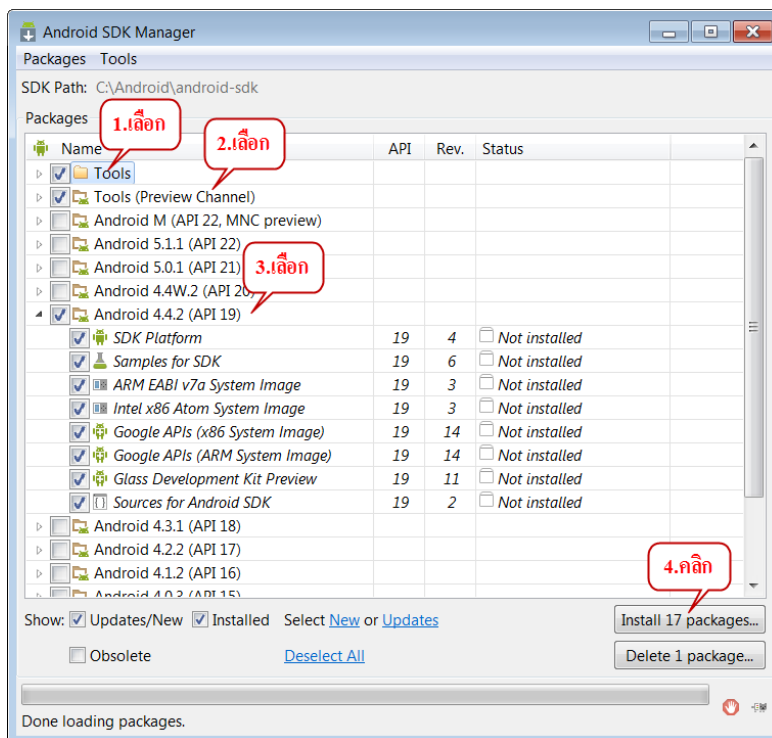 Android SDK Manager
Packages Tools
SDK Path: C:\Android\android-sdk
Packages
1.เลือก
2.เลือก
Name API Rev. Status
Tools
Tools (Preview Channel)
Android M (API 22, MNC preview)
Android 5.1.1 (API 22)
Android 5.0.1 (API 21)
3.เลือก
Android 4.4W.2 (API 20)
Android 4.4.2 (API 19)
SDK Platform 19 4 Not installed
Samples for SDK 19 6 Not installed
ARM EABI v7a System Image 19 3 Not installed
Intel x86 Atom System Image 19 3 Not installed
Google APIs (x86 System Image) 19 14 Not installed
Google APIs (ARM System Image) 19 14 Not installed
Glass Development Kit Preview 19 11 Not installed
Sources for Android SDK 19 2 Not installed
Android 4.3.1 (API 18)
Android 4.2.2 (API 17)
Android 4.1.2 (API 16)
Android 4.0.3 (API 15)
4.คลิก
Show: Updates/New Installed Select New or Updates Install 17 packages...
Obsolete Deselect All Delete 1 package...
Done loading packages.